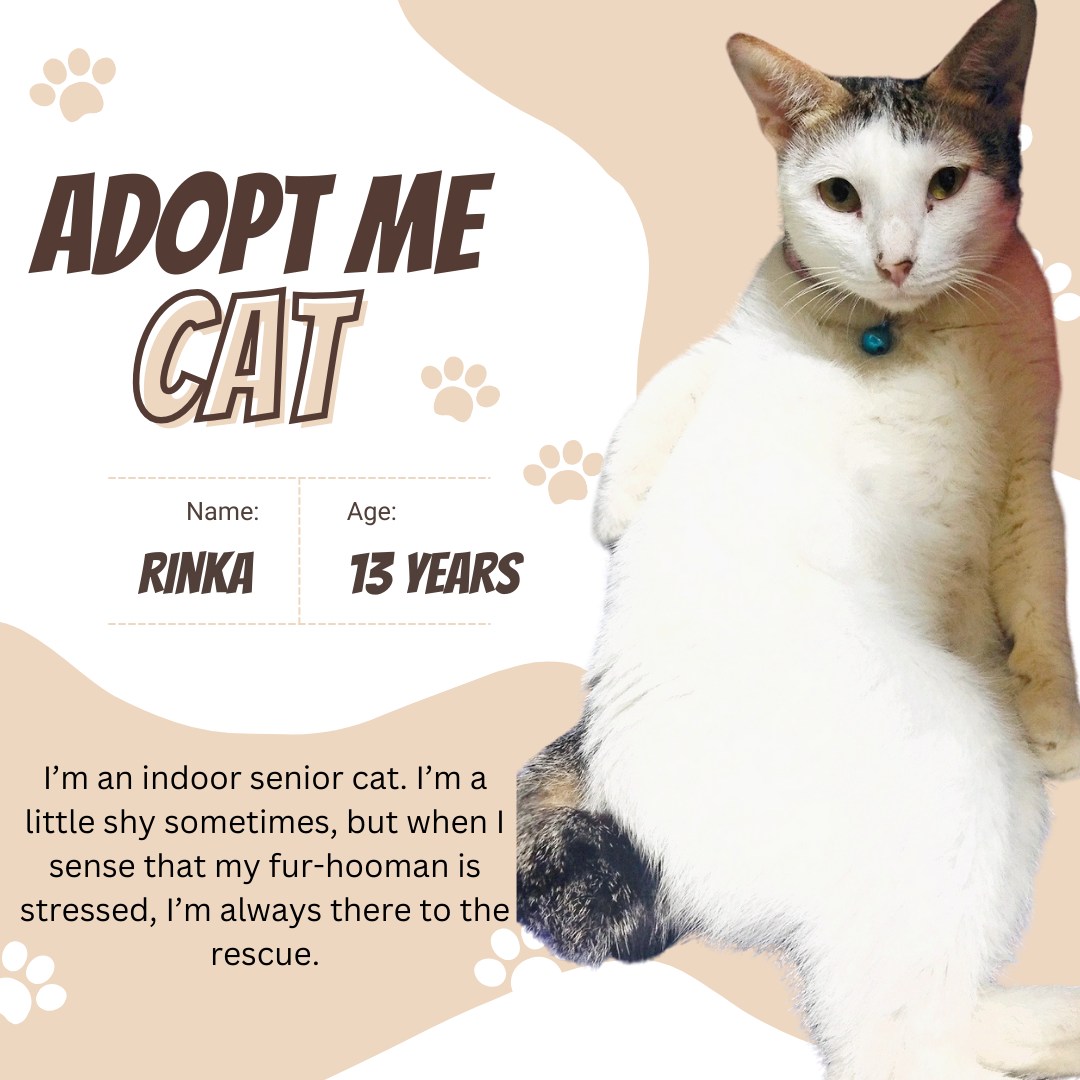 ADOPT ME
CAT
Name:
RINKA
Age:
13 YEARS
I’m an indoor senior cat. I’m a
little shy sometimes, but when I
sense that my fur-hooman is
stressed, I’m always there to the
rescue.